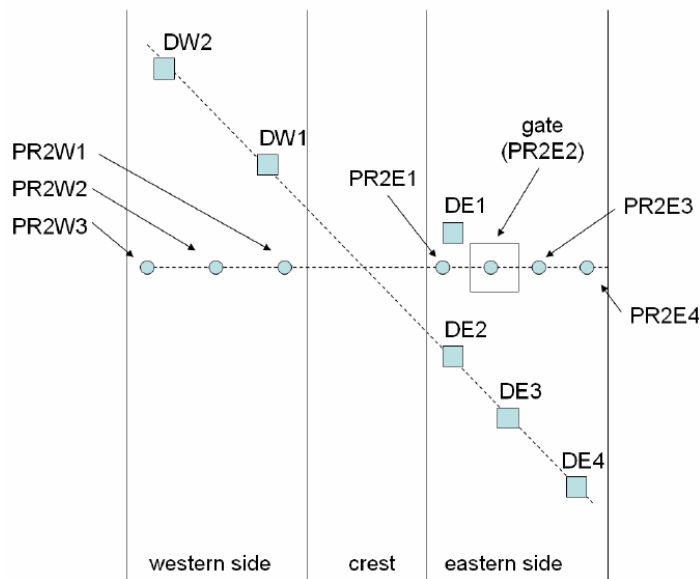 DW2
DW1
gate
(PR2E2)
PR2W1
PR2W2
PR2W3
PR2E1
DE1
PR2E3
PR2E4
DE2
DE3
DE4
western side
crest
eastern side